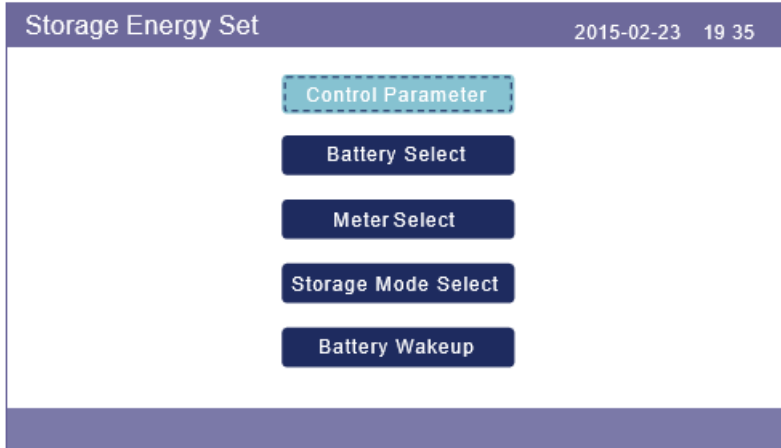 Storage Energy Set
2015-02-23 19 35
Control Parameter
Battery Select
Meter Select
Storage Mode Select
Battery Wakeup